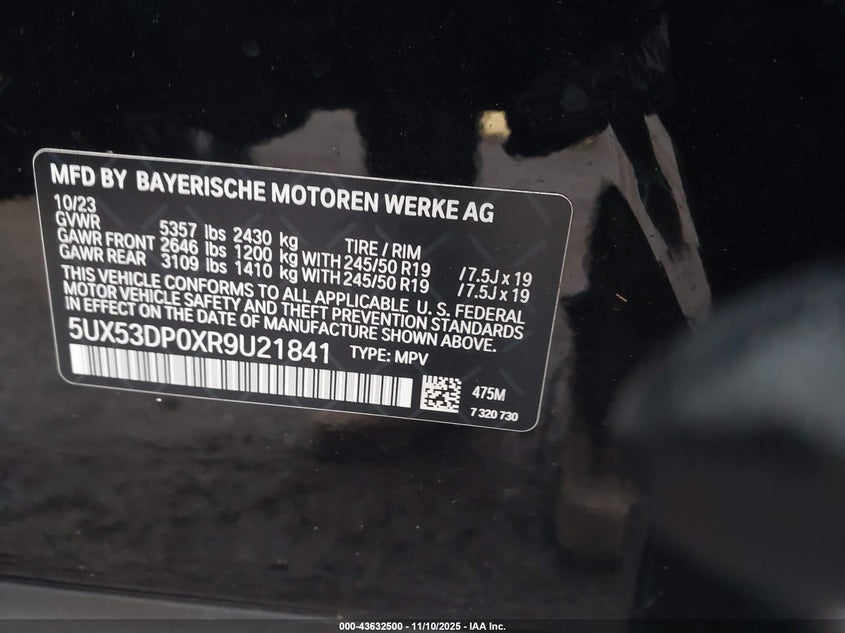 MFD BY BAYERISCHE MOTOREN WERKE AG
10/23
GVWR 5357 lbs 2430 kg TIRE / RIM
GAWR FRONT 2646 lbs 1200 kg WITH 245/50 R19 /7.5J x 19
GAWR REAR 3109 lbs 1410 kg WITH 245/50 R19 /7.5J x 19
THIS VEHICLE CONFORMS TO ALL APPLICABLE U. S. FEDERAL
MOTOR VEHICLE SAFETY AND THEFT PREVENTION STANDARDS
IN EFFECT ON THE DATE OF MANUFACTURE SHOWN ABOVE.
5UX53DP0XR9U21841 TYPE: MPV
475M
7 320 730
000-43632500 — 11/10/2025 — IAA Inc.